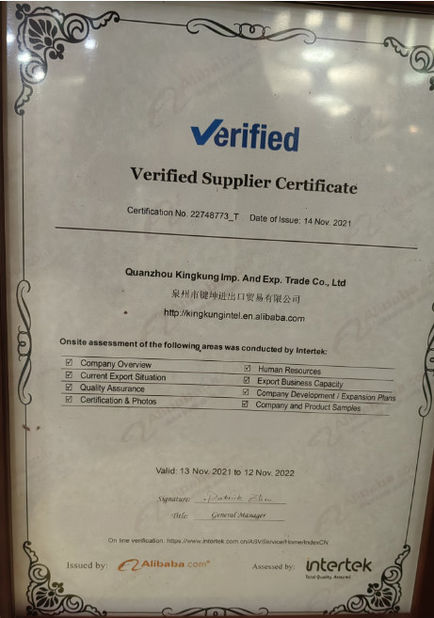 Verified
Verified Supplier Certificate
Certification No. 22748773_T Date of Issue: 14 Nov. 2021
Quanzhou Kingkung Imp. And Exp. Trade Co., Ltd
泉州市键坤进出口贸易有限公司
http://kingkungintel.en.alibaba.com
Onsite assessment of the following areas was conducted by Intertek:
☑ Company Overview ☑ Human Resources
☑ Current Export Situation ☑ Export Business Capacity
☑ Quality Assurance ☑ Company Development / Expansion Plans
☑ Certification & Photos ☑ Company and Product Samples
Valid: 13 Nov. 2021 to 12 Nov. 2022
Signature:
Title: General Manager
On line verification: https://www.intertek.com.cn/ASV/Service/Home/IndexCN
Issued by: Alibaba.com Assessed by: intertek
Total Quality. Assured.